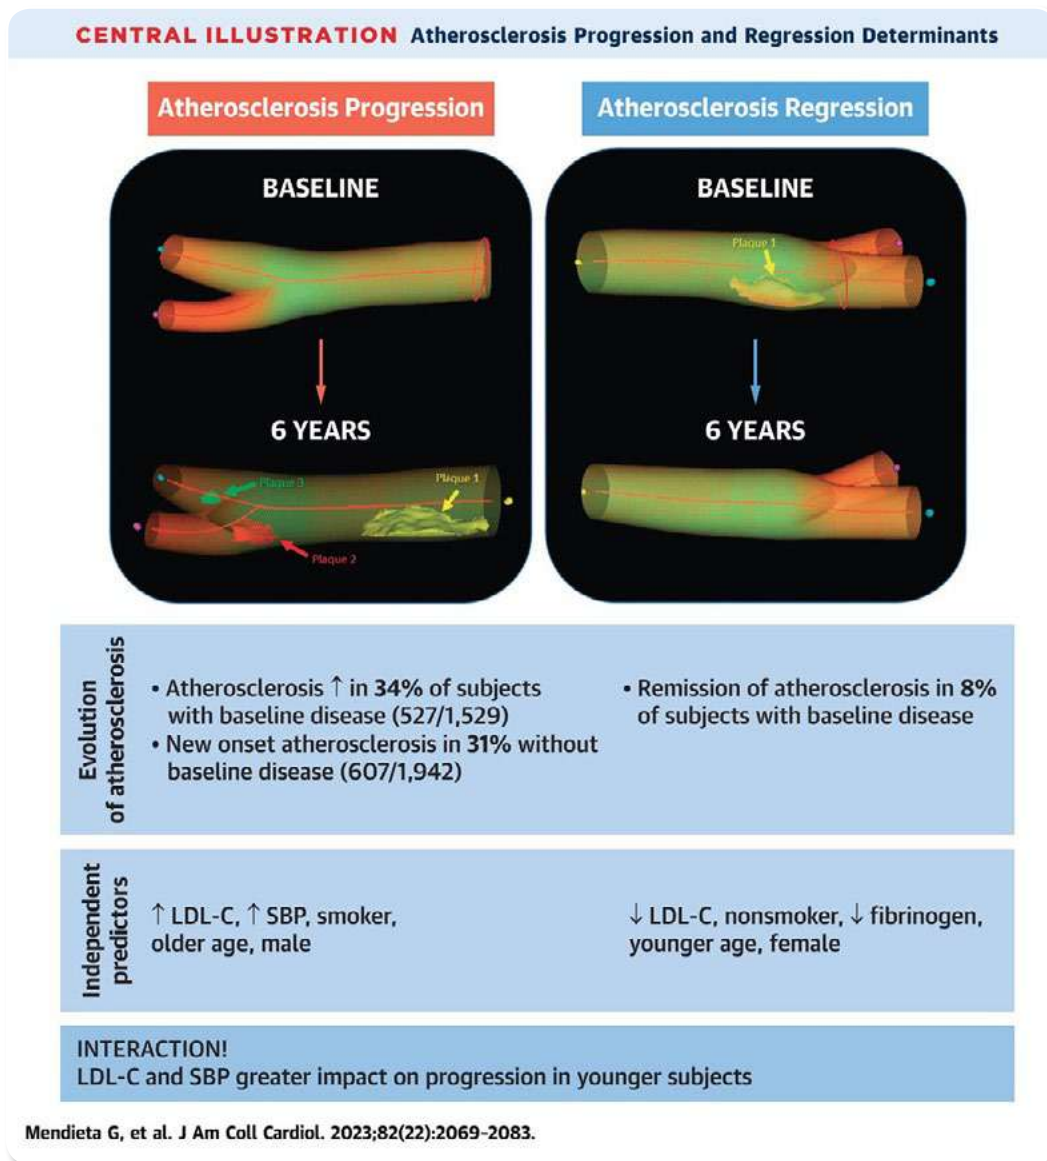 CENTRAL ILLUSTRATION Atherosclerosis Progression and Regression Determinants
Atherosclerosis Progression
BASELINE
6 YEARS
Plaque 3
Plaque 1
Plaque 2
Atherosclerosis Regression
BASELINE
Plaque 1
6 YEARS
Evolution
of atherosclerosis
• Atherosclerosis ↑ in 34% of subjects
with baseline disease (527/1,529)
• New onset atherosclerosis in 31% without
baseline disease (607/1,942)
• Remission of atherosclerosis in 8%
of subjects with baseline disease
Independent
predictors
↑ LDL-C, ↑ SBP, smoker,
older age, male
↓ LDL-C, nonsmoker, ↓ fibrinogen,
younger age, female
INTERACTION!
LDL-C and SBP greater impact on progression in younger subjects
Mendieta G, et al. J Am Coll Cardiol. 2023;82(22):2069–2083.